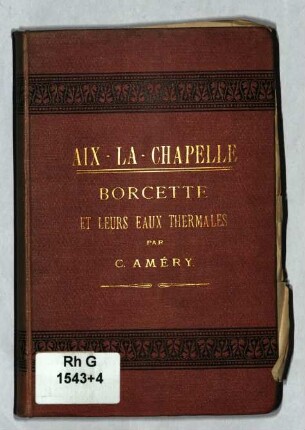 AIX-LA-CHAPELLE
BORCETTE
ET LEURS EAUX THERMALES
PAR
C. AMÉRY.
Rh G
1543+4